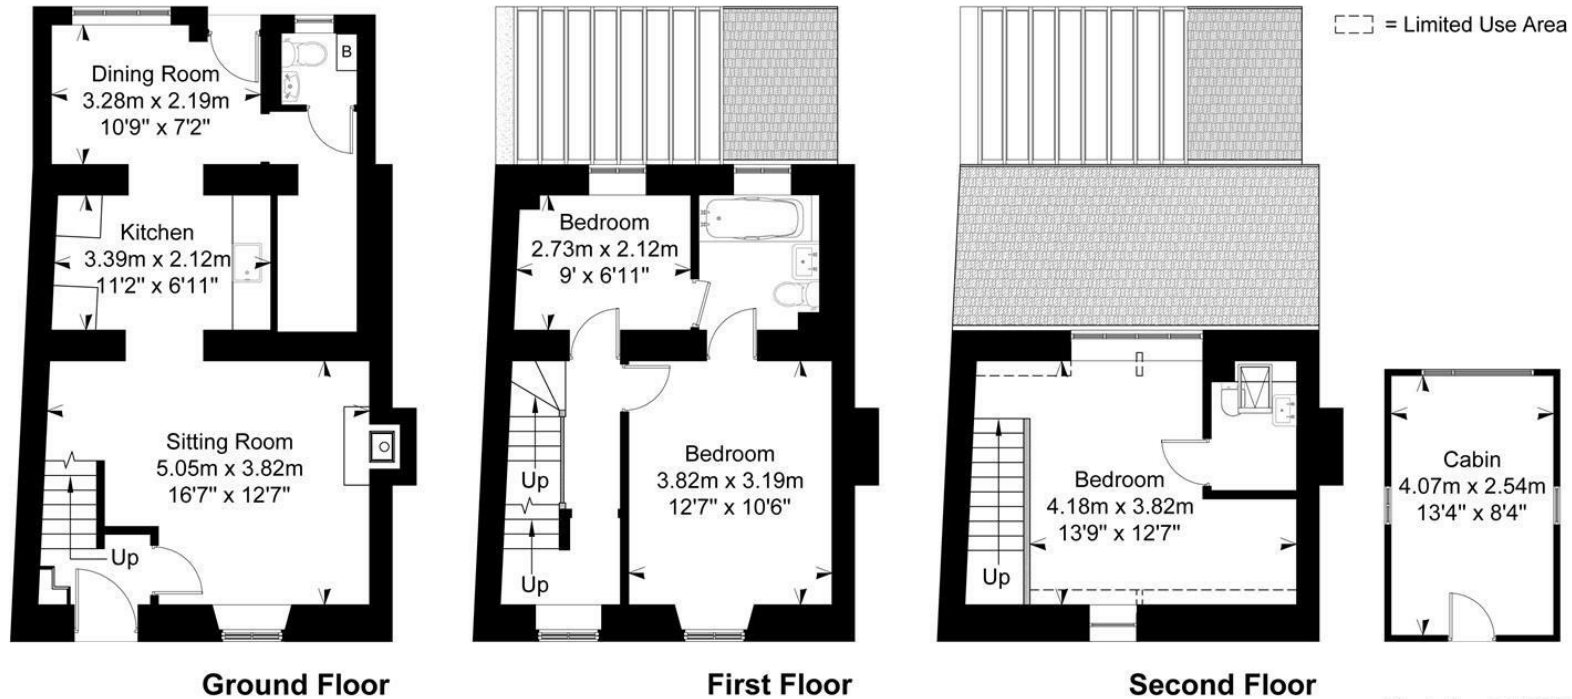 Dining Room
3.28m x 2.19m
10'9" x 7'2"
B
Kitchen
3.39m x 2.12m
11'2" x 6'11"
Sitting Room
5.05m x 3.82m
16'7" x 12'7"
Up
Ground Floor
Bedroom
2.73m x 2.12m
9' x 6'11"
Up
Up
Bedroom
3.82m x 3.19m
12'7" x 10'6"
First Floor
Bedroom
4.18m x 3.82m
13'9" x 12'7"
Up
Second Floor
= Limited Use Area
Cabin
4.07m x 2.54m
13'4" x 8'4"